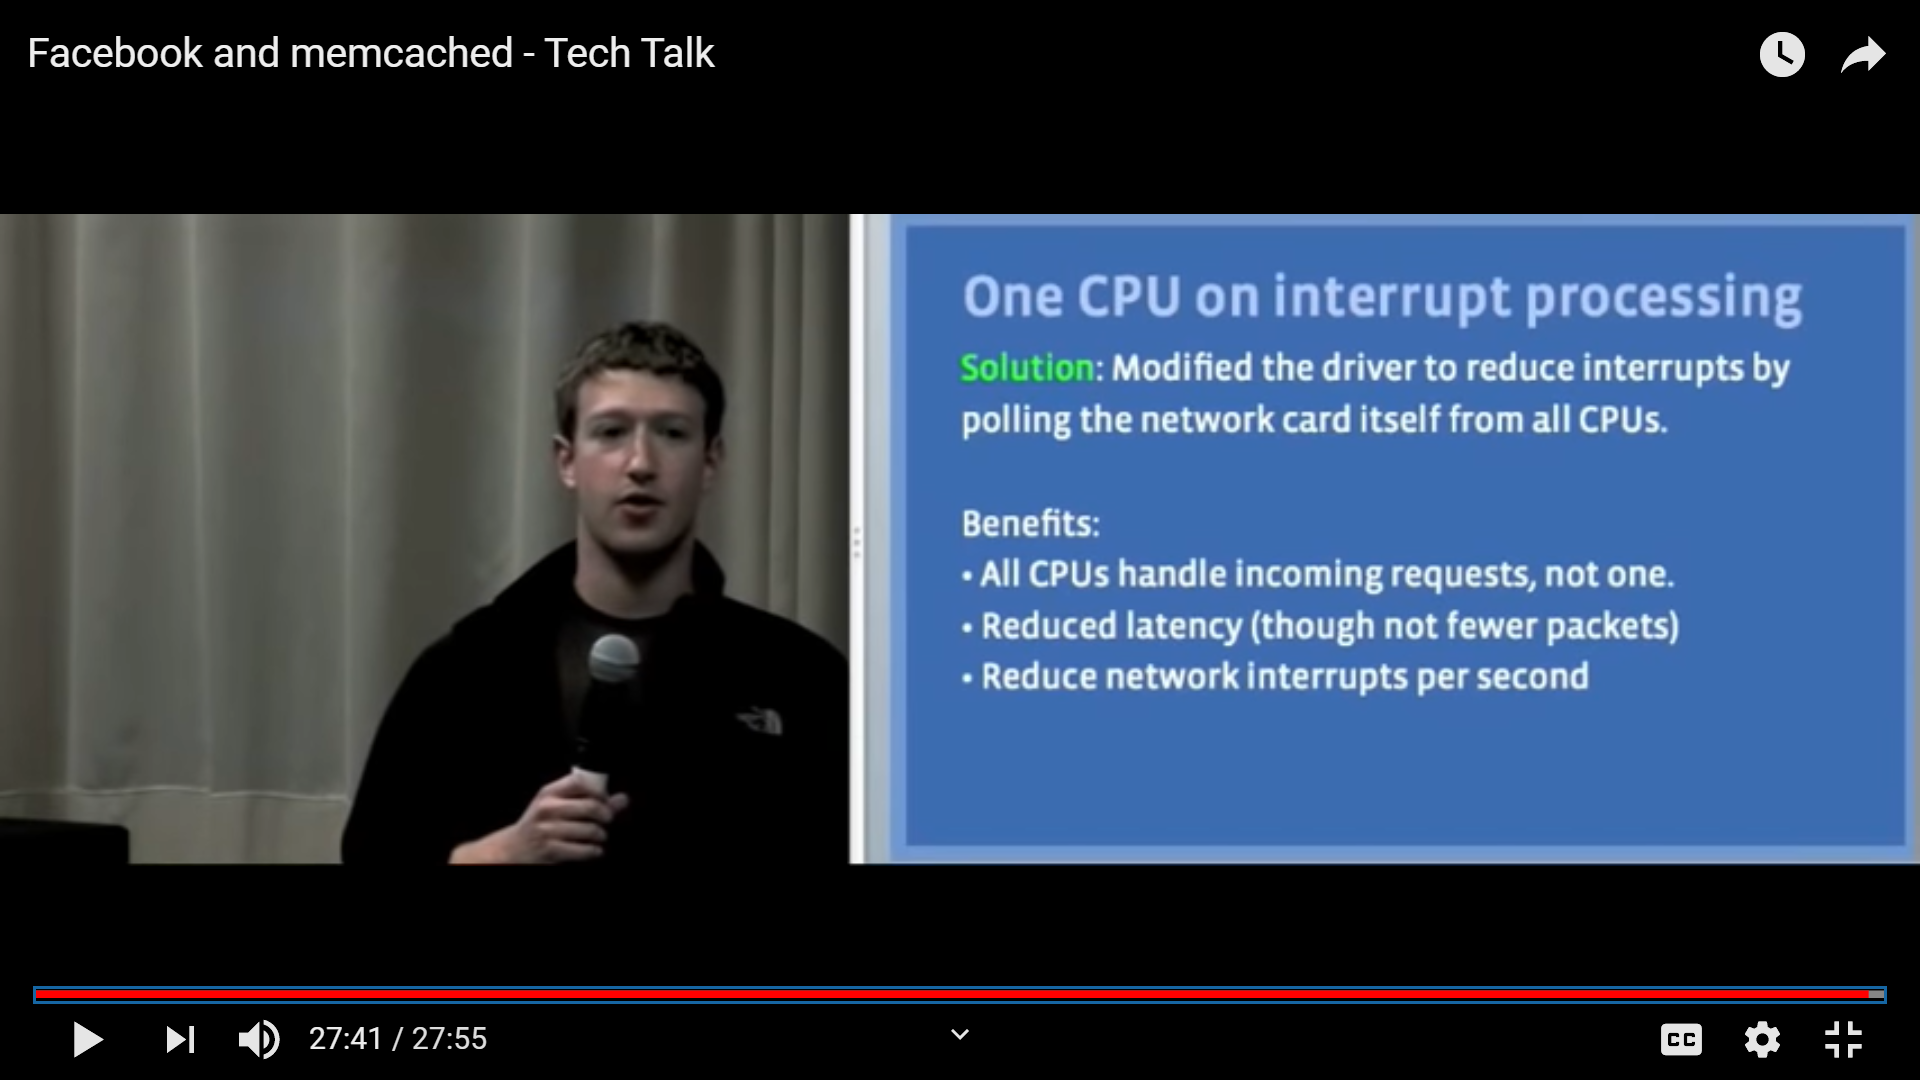 Facebook and memcached - Tech Talk
One CPU on interrupt processing
Solution: Modified the driver to reduce interrupts by
polling the network card itself from all CPUs.
Benefits:
• All CPUs handle incoming requests, not one.
• Reduced latency (though not fewer packets)
• Reduce network interrupts per second
27:41 / 27:55
CC